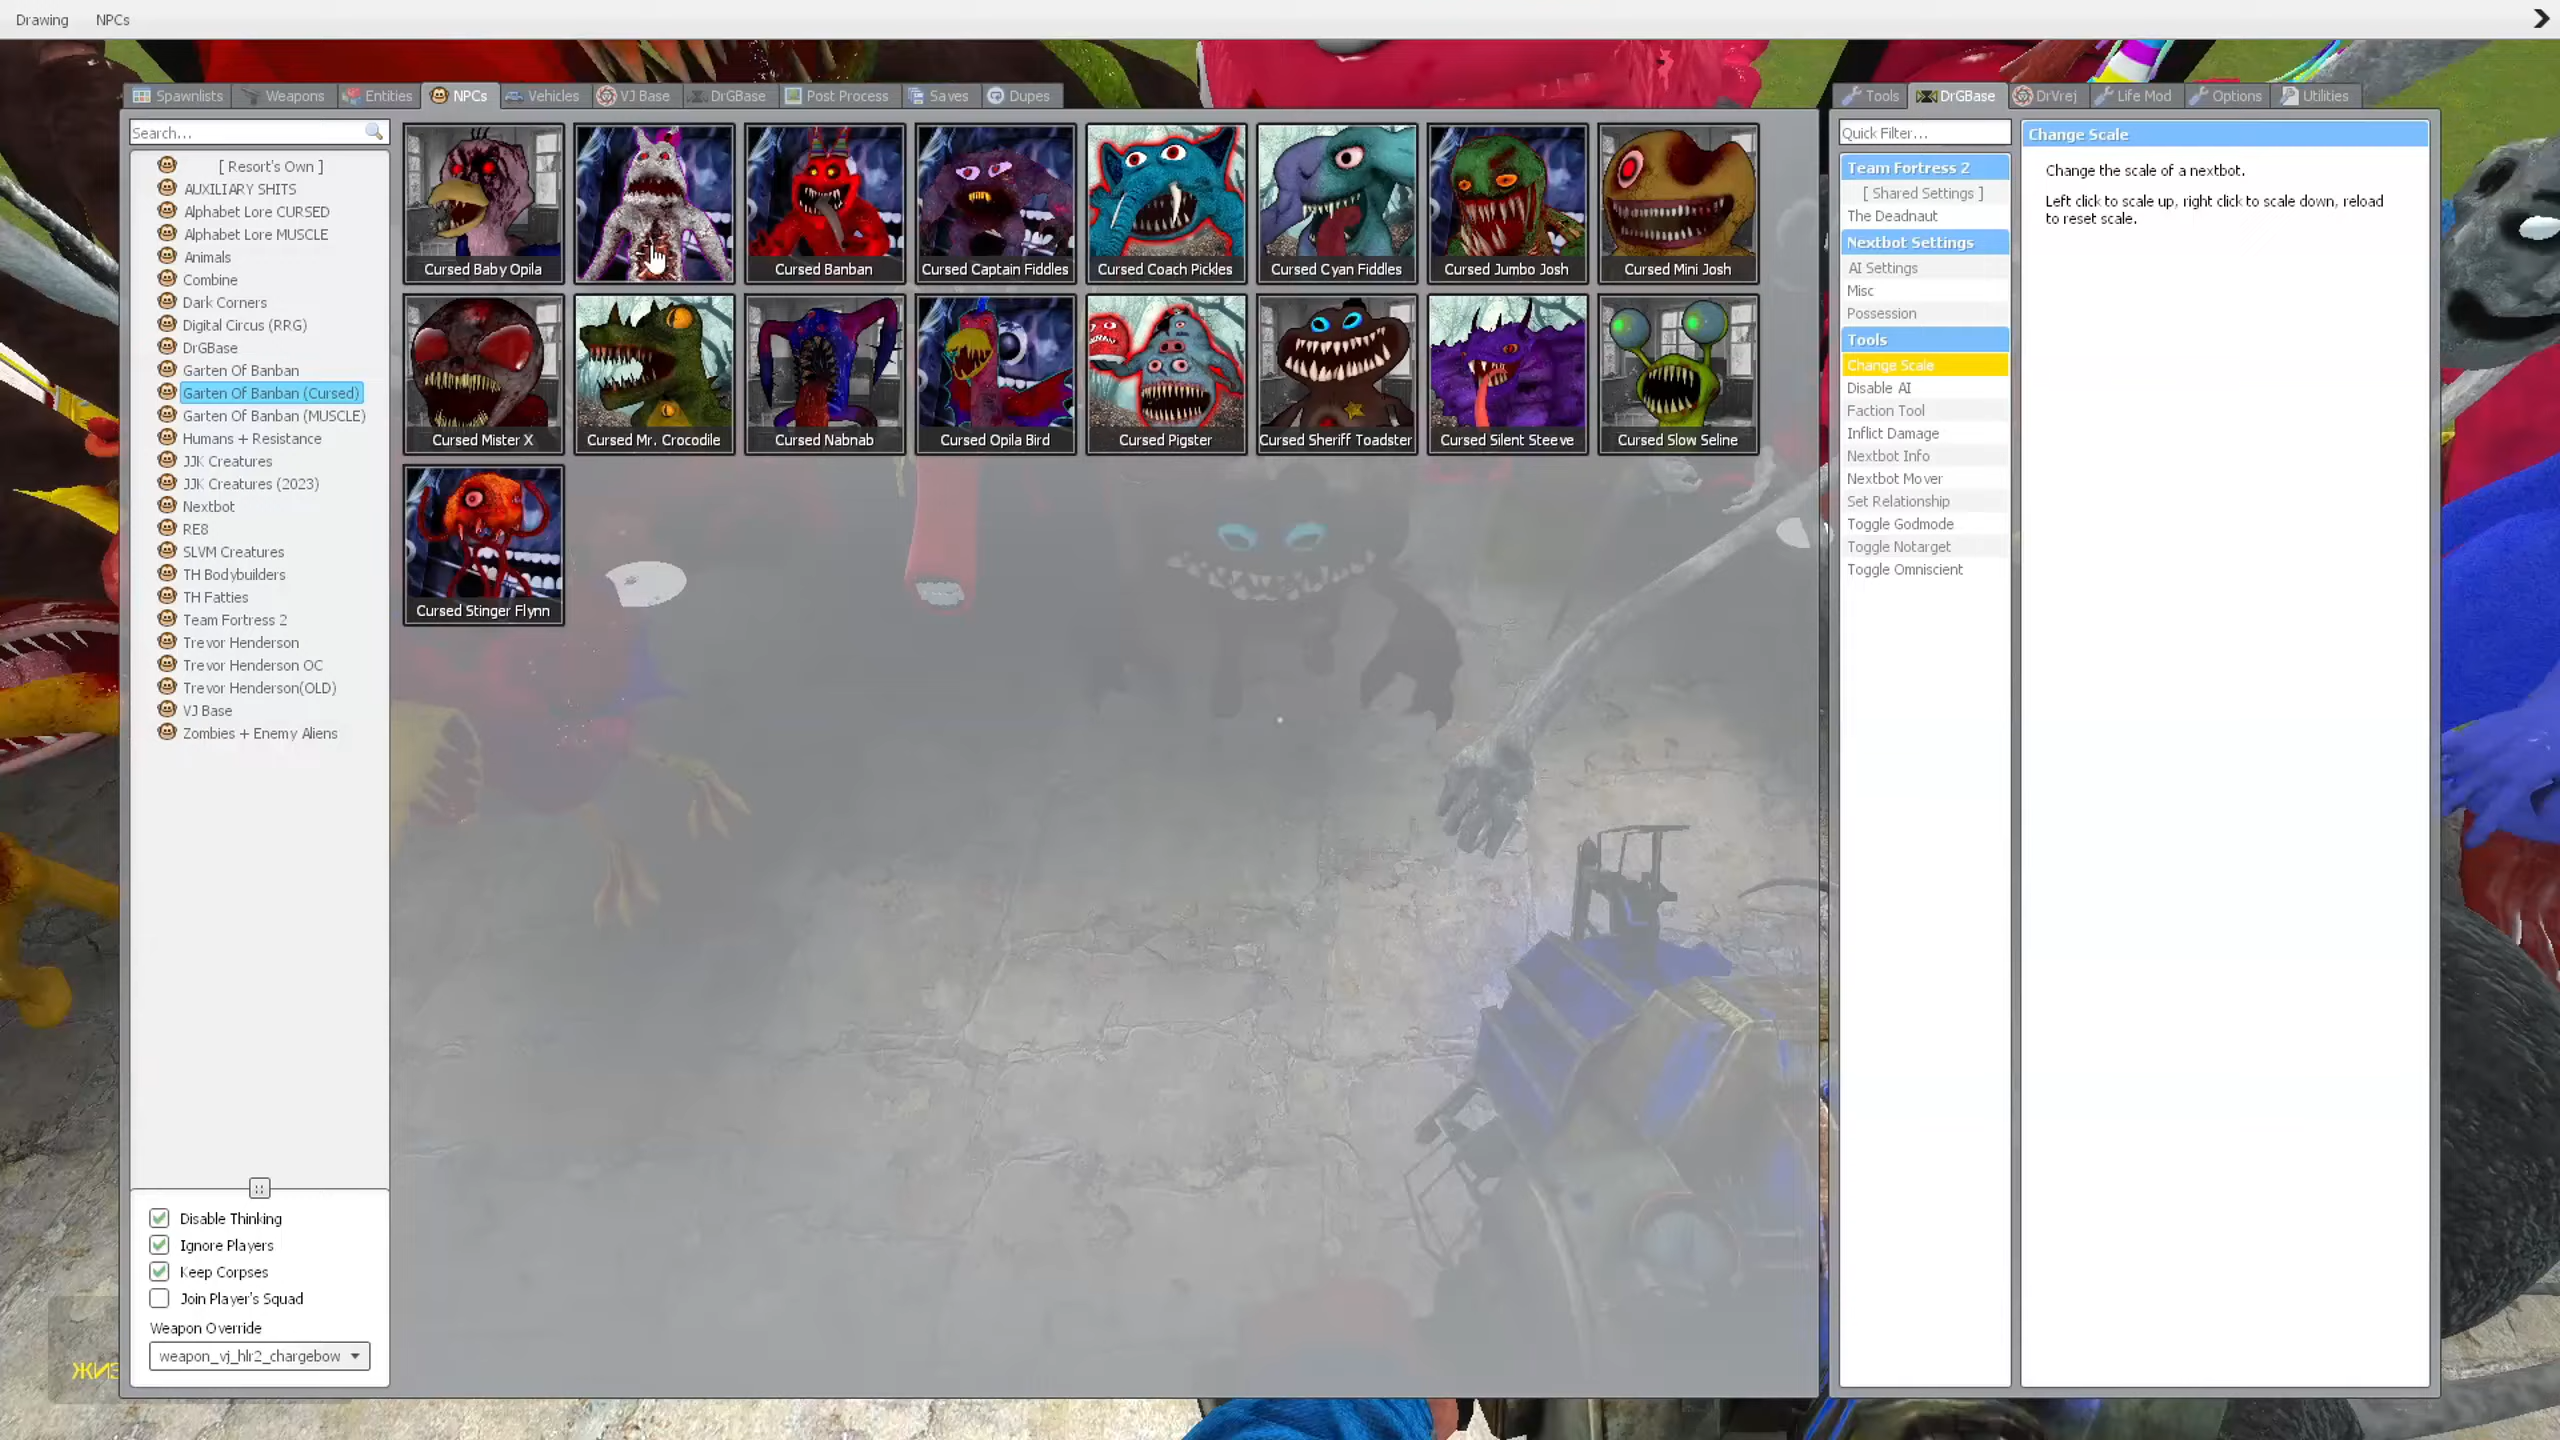 Drawing NPCs
Spawnlists Weapons Entities NPCs Vehicles VJ Base DrGBase Post Process Saves Dupes
Search...
[ Resort's Own ]
AUXILIARY SHITS
Alphabet Lore CURSED
Alphabet Lore MUSCLE
Animals
Combine
Dark Corners
Digital Circus (RRG)
DrGBase
Garten Of Banban
Garten Of Banban (Cursed)
Garten Of Banban (MUSCLE)
Humans + Resistance
JJK Creatures
JJK Creatures (2023)
Nextbot
RE8
SLVM Creatures
TH Bodybuilders
TH Fatties
Team Fortress 2
Trevor Henderson
Trevor Henderson OC
Trevor Henderson(OLD)
VJ Base
Zombies + Enemy Aliens
Disable Thinking
Ignore Players
Keep Corpses
Join Player's Squad
Weapon Override
weapon_vj_hlr2_chargebow
Cursed Baby Opila
Cursed Banban
Cursed Captain Fiddles
Cursed Coach Pickles
Cursed Cyan Fiddles
Cursed Jumbo Josh
Cursed Mini Josh
Cursed Mister X
Cursed Mr. Crocodile
Cursed Nabnab
Cursed Opila Bird
Cursed Pigster
Cursed Sheriff Toadster
Cursed Silent Steeve
Cursed Slow Seline
Cursed Stinger Flynn
Tools DrGBase DrVrej Life Mod Options Utilities
Quick Filter...
Team Fortress 2
[ Shared Settings ]
The Deadnaut
Nextbot Settings
AI Settings
Misc
Possession
Tools
Change Scale
Disable AI
Faction Tool
Inflict Damage
Nextbot Info
Nextbot Mover
Set Relationship
Toggle Godmode
Toggle Notarget
Toggle Omniscient
Change Scale
Change the scale of a nextbot.
Left click to scale up, right click to scale down, reload
to reset scale.